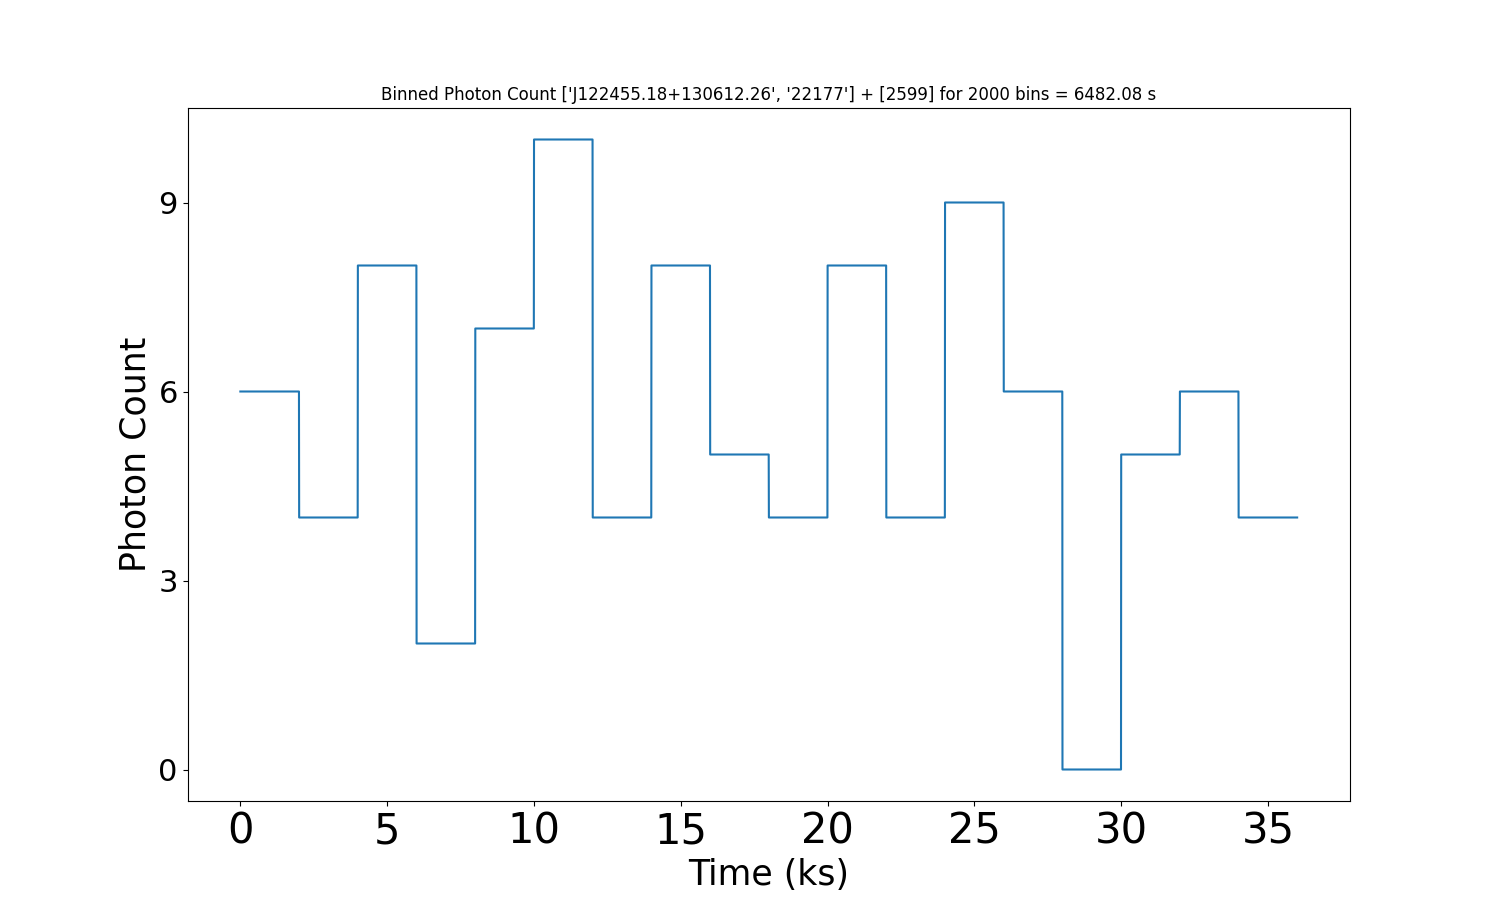 Binned Photon Count ['J122455.18+130612.26', '22177'] + [2599] for 2000 bins = 6482.08 s
Photon Count
9
6
3
0
0 5 10 15 20 25 30 35
Time (ks)